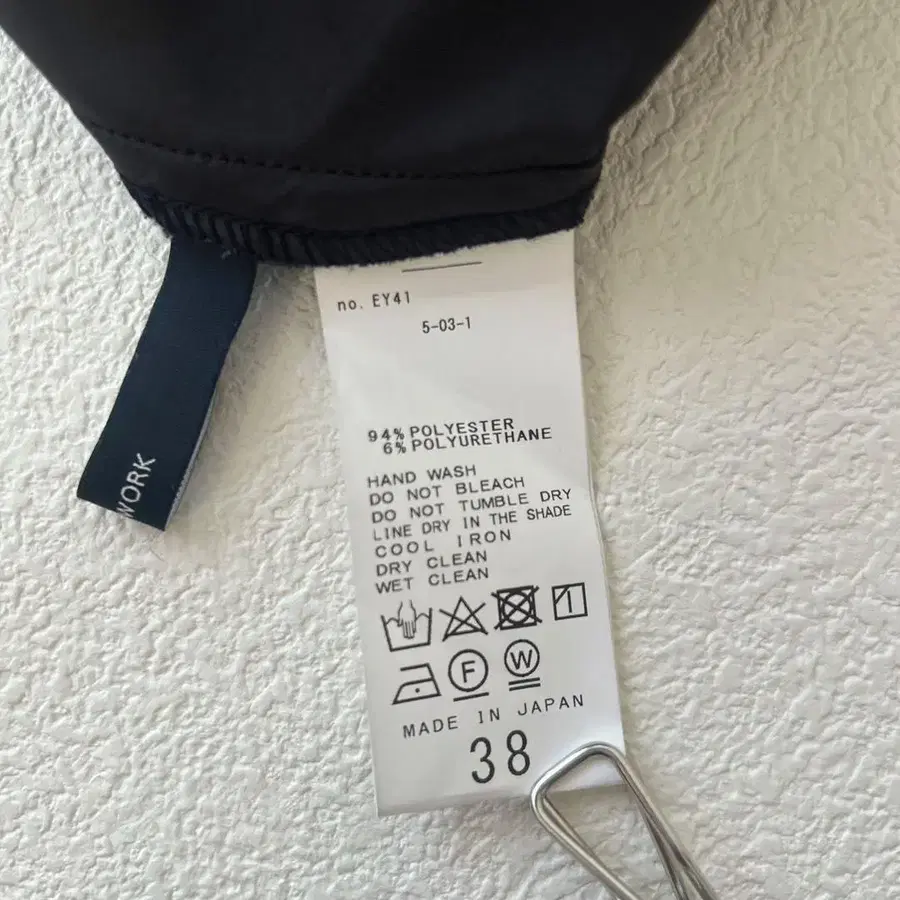 no. EY41
5-03-1
94% POLYESTER
6% POLYURETHANE
HAND WASH
DO NOT BLEACH
DO NOT TUMBLE DRY
LINE DRY IN THE SHADE
COOL IRON
DRY CLEAN
WET CLEAN
F W
MADE IN JAPAN
38
WORK